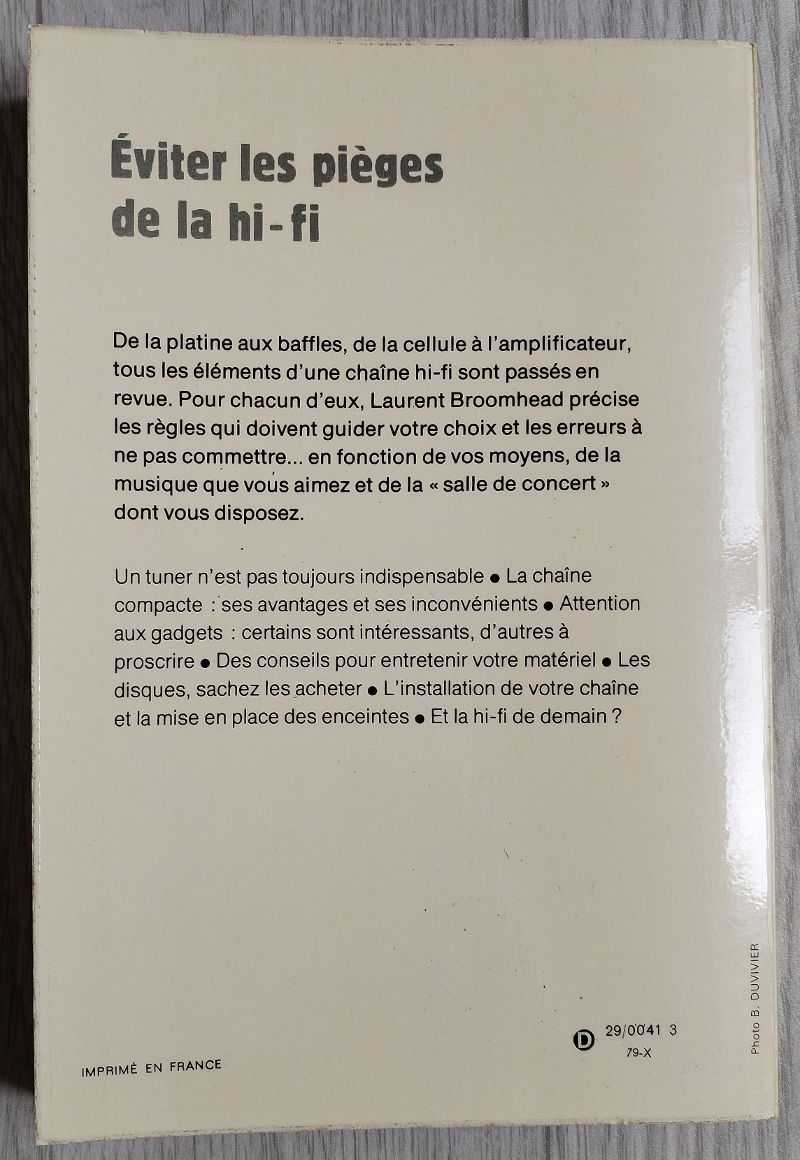 Éviter les pièges
de la hi-fi
De la platine aux baffles, de la cellule à l'amplificateur,
tous les éléments d'une chaîne hi-fi sont passés en
revue. Pour chacun d'eux, Laurent Broomhead précise
les règles qui doivent guider votre choix et les erreurs à
ne pas commettre... en fonction de vos moyens, de la
musique que vous aimez et de la « salle de concert »
dont vous disposez.
Un tuner n'est pas toujours indispensable ● La chaîne
compacte : ses avantages et ses inconvénients ● Attention
aux gadgets : certains sont intéressants, d'autres à
proscrire ● Des conseils pour entretenir votre matériel ● Les
disques, sachez les acheter ● L'installation de votre chaîne
et la mise en place des enceintes ● Et la hi-fi de demain ?
Photo B. DUVIVIER
D 29/0041 3
79-X
IMPRIMÉ EN FRANCE